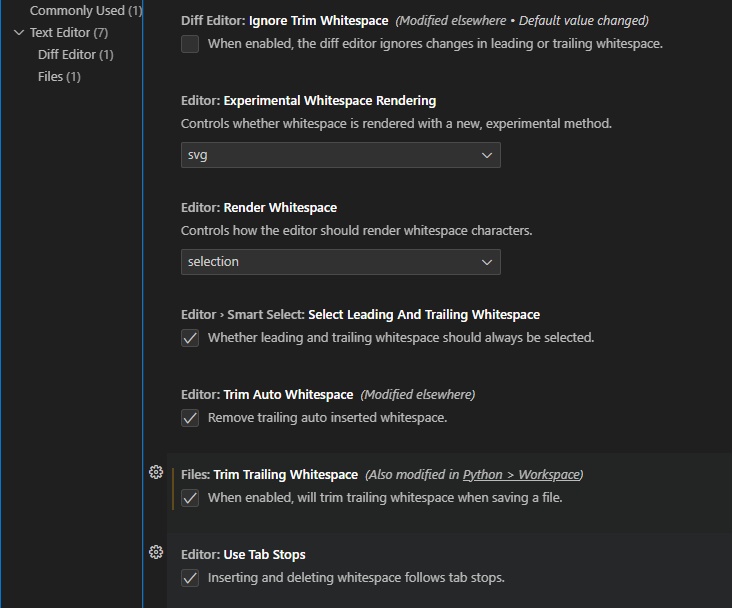 Commonly Used (1)
Text Editor (7)
Diff Editor (1)
Files (1)
Diff Editor: Ignore Trim Whitespace (Modified elsewhere • Default value changed)
When enabled, the diff editor ignores changes in leading or trailing whitespace.
Editor: Experimental Whitespace Rendering
Controls whether whitespace is rendered with a new, experimental method.
svg
Editor: Render Whitespace
Controls how the editor should render whitespace characters.
selection
Editor › Smart Select: Select Leading And Trailing Whitespace
Whether leading and trailing whitespace should always be selected.
Editor: Trim Auto Whitespace (Modified elsewhere)
Remove trailing auto inserted whitespace.
Files: Trim Trailing Whitespace (Also modified in Python > Workspace)
When enabled, will trim trailing whitespace when saving a file.
Editor: Use Tab Stops
Inserting and deleting whitespace follows tab stops.